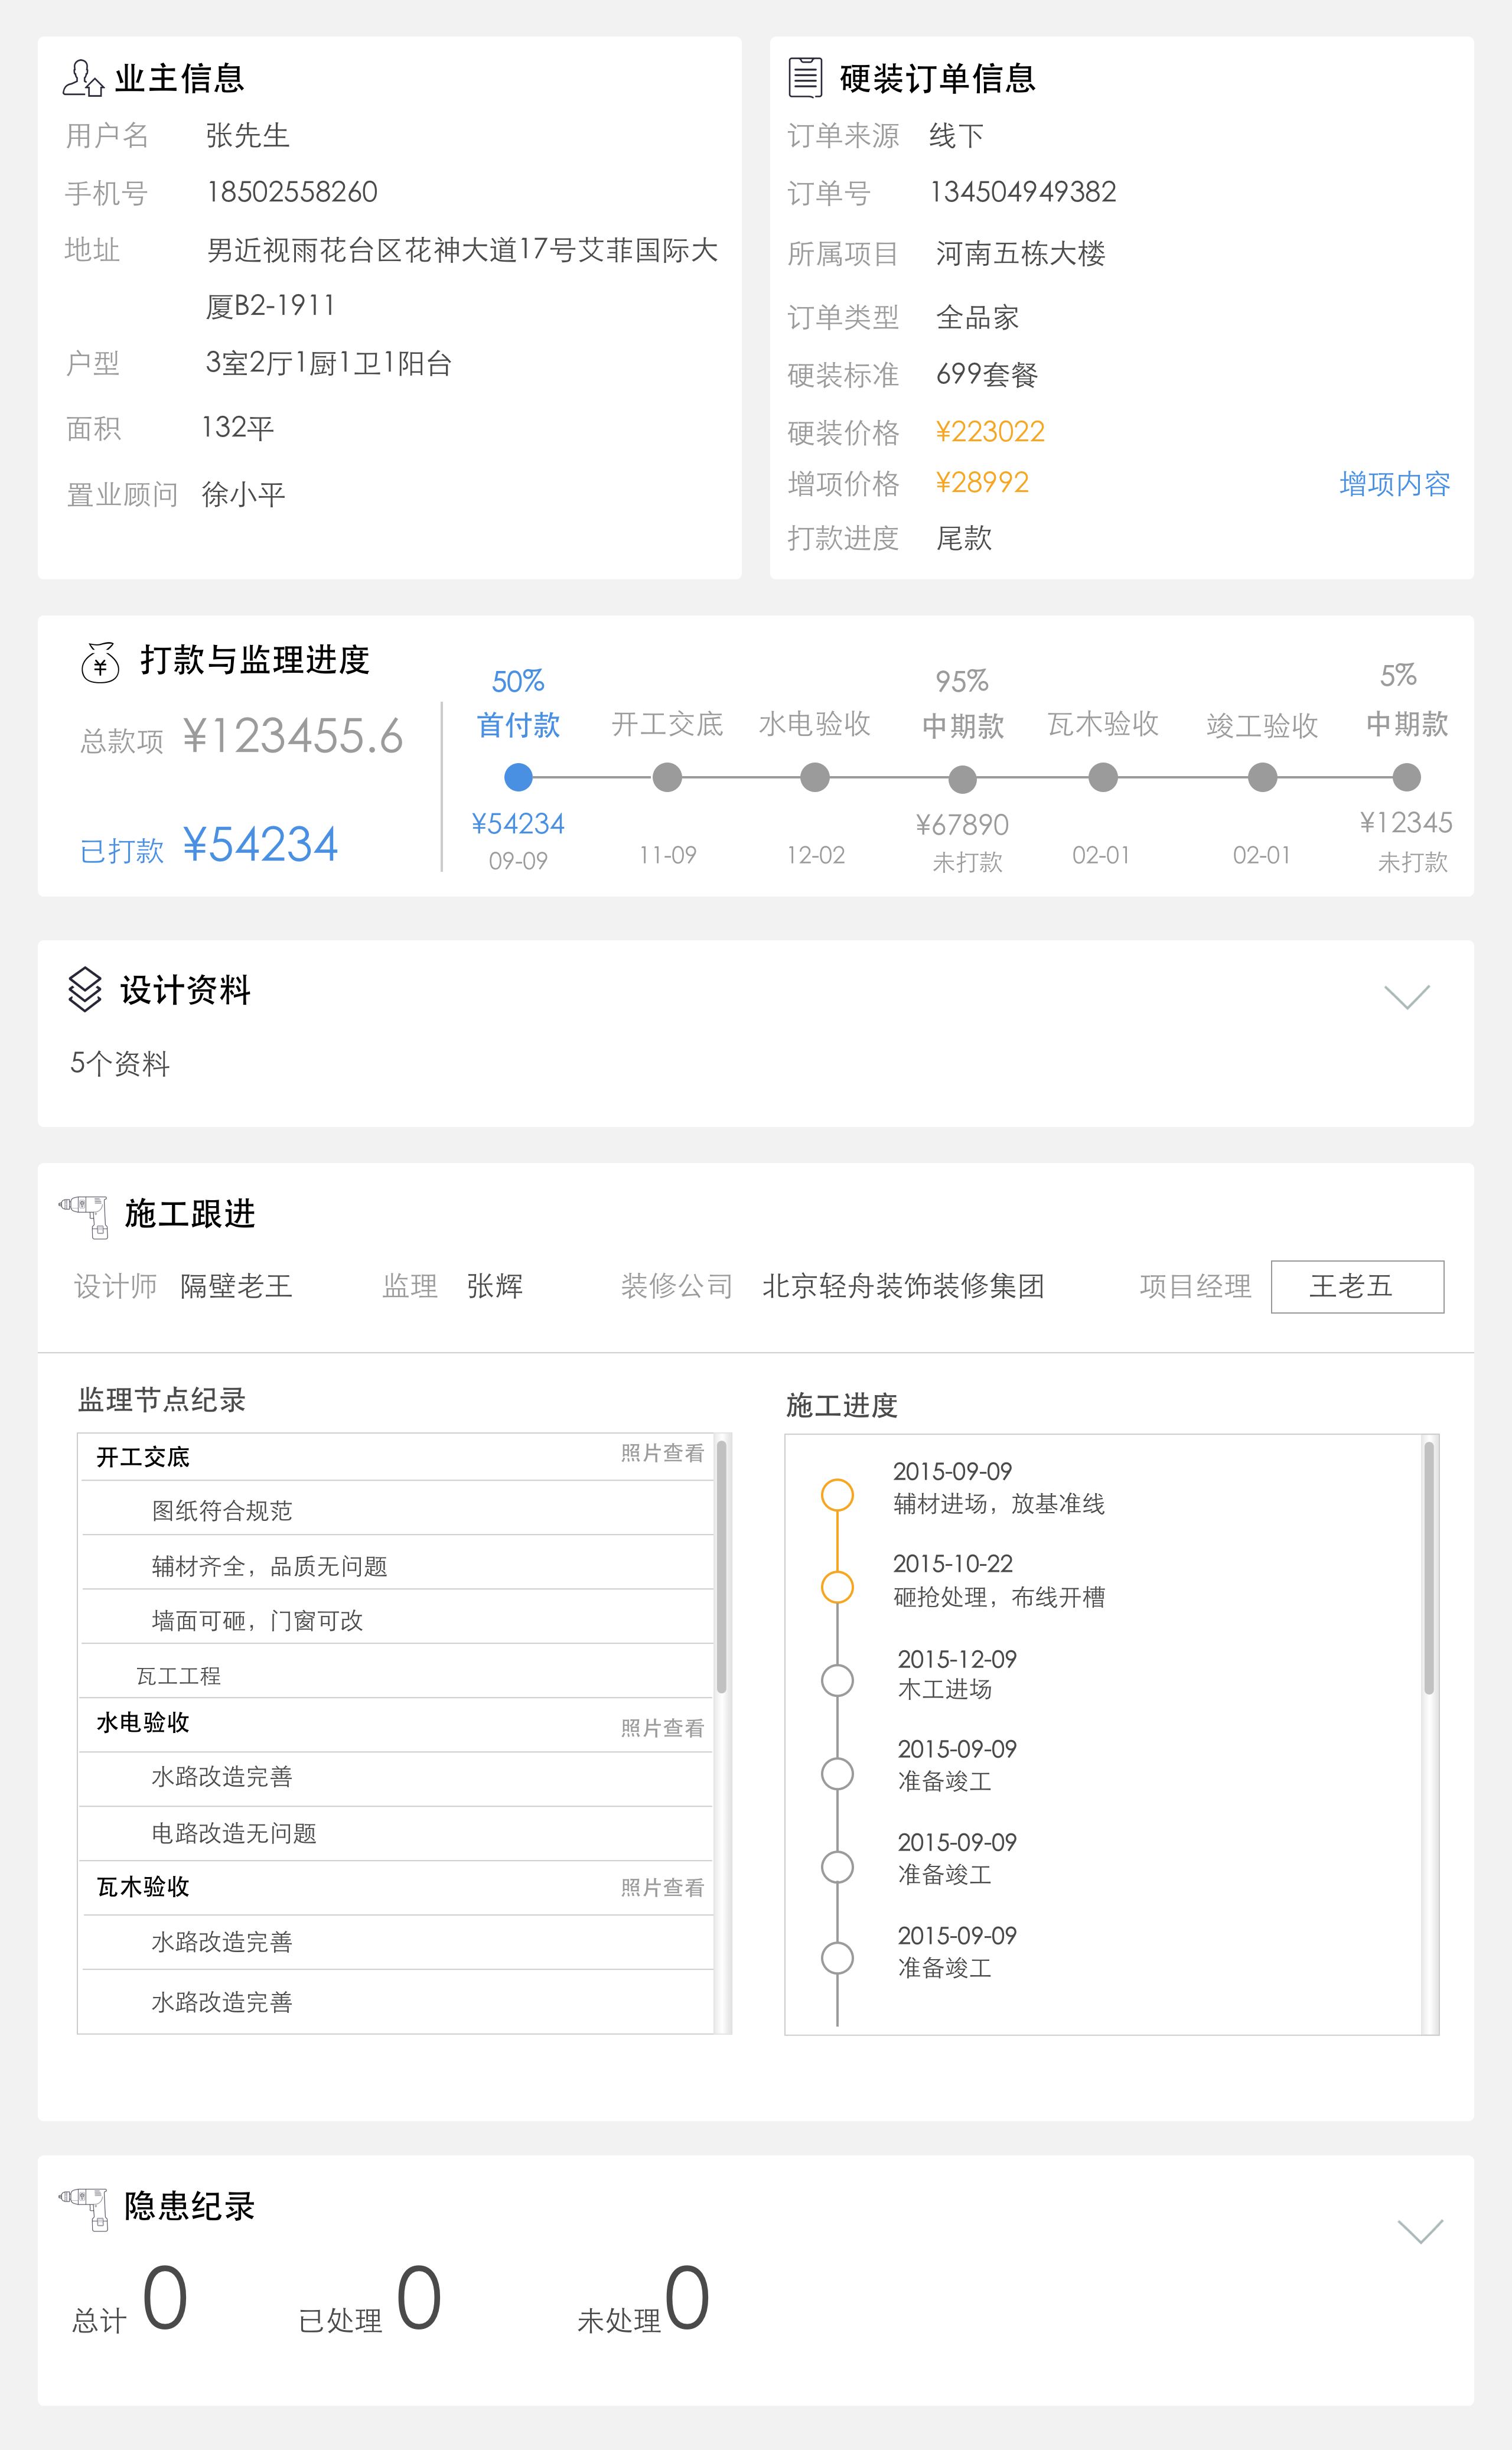 业主信息
用户名 张先生
手机号 18502558260
地址 男近视雨花台区花神大道17号艾菲国际大
厦B2-1911
户型 3室2厅1厨1卫1阳台
面积 132平
置业顾问 徐小平
硬装订单信息
订单来源 线下
订单号 134504949382
所属项目 河南五栋大楼
订单类型 全品家
硬装标准 699套餐
硬装价格 ¥223022
增项价格 ¥28992 增项内容
打款进度 尾款
打款与监理进度
总款项 ¥123455.6
已打款 ¥54234
50% 95% 5%
首付款 开工交底 水电验收 中期款 瓦木验收 竣工验收 中期款
¥54234 ¥67890 ¥12345
09-09 11-09 12-02 未打款 02-01 02-01 未打款
设计资料
5个资料
施工跟进
设计师 隔壁老王 监理 张辉 装修公司 北京轻舟装饰装修集团 项目经理 王老五
监理节点纪录
开工交底 照片查看
图纸符合规范
辅材齐全，品质无问题
墙面可砸，门窗可改
瓦工工程
水电验收 照片查看
水路改造完善
电路改造无问题
瓦木验收 照片查看
水路改造完善
水路改造完善
施工进度
2015-09-09
辅材进场，放基准线
2015-10-22
砸抢处理，布线开槽
2015-12-09
木工进场
2015-09-09
准备竣工
2015-09-09
准备竣工
2015-09-09
准备竣工
隐患纪录
总计 0 已处理 0 未处理 0